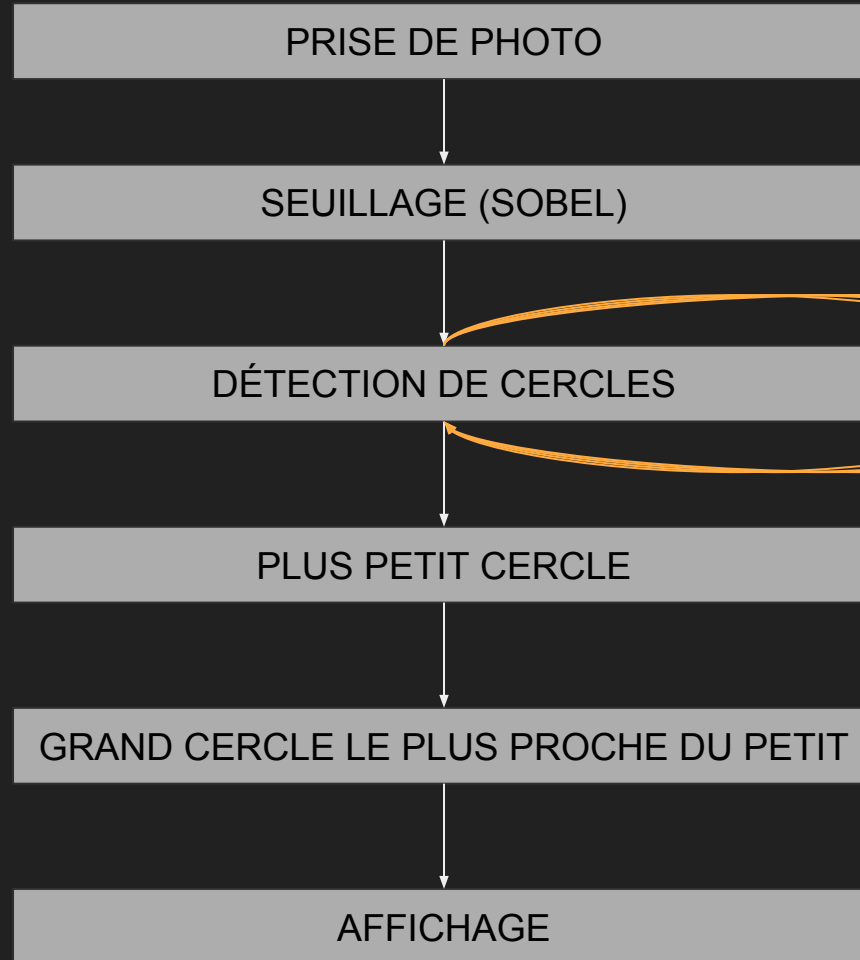 PRISE DE PHOTO
SEUILLAGE (SOBEL)
DÉTECTION DE CERCLES
PLUS PETIT CERCLE
GRAND CERCLE LE PLUS PROCHE DU PETIT
AFFICHAGE